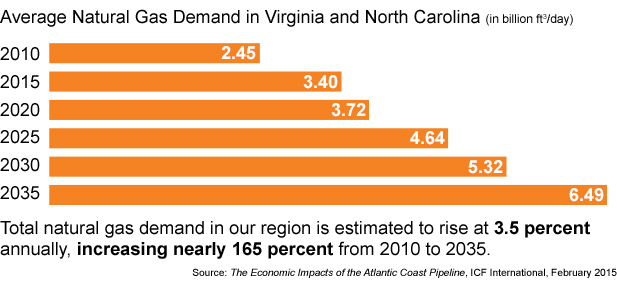 Average Natural Gas Demand in Virginia and North Carolina (in billion ft³/day)
2010 2.45
2015 3.40
2020 3.72
2025 4.64
2030 5.32
2035 6.49
Total natural gas demand in our region is estimated to rise at 3.5 percent
annually, increasing nearly 165 percent from 2010 to 2035.
Source: The Economic Impacts of the Atlantic Coast Pipeline, ICF International, February 2015